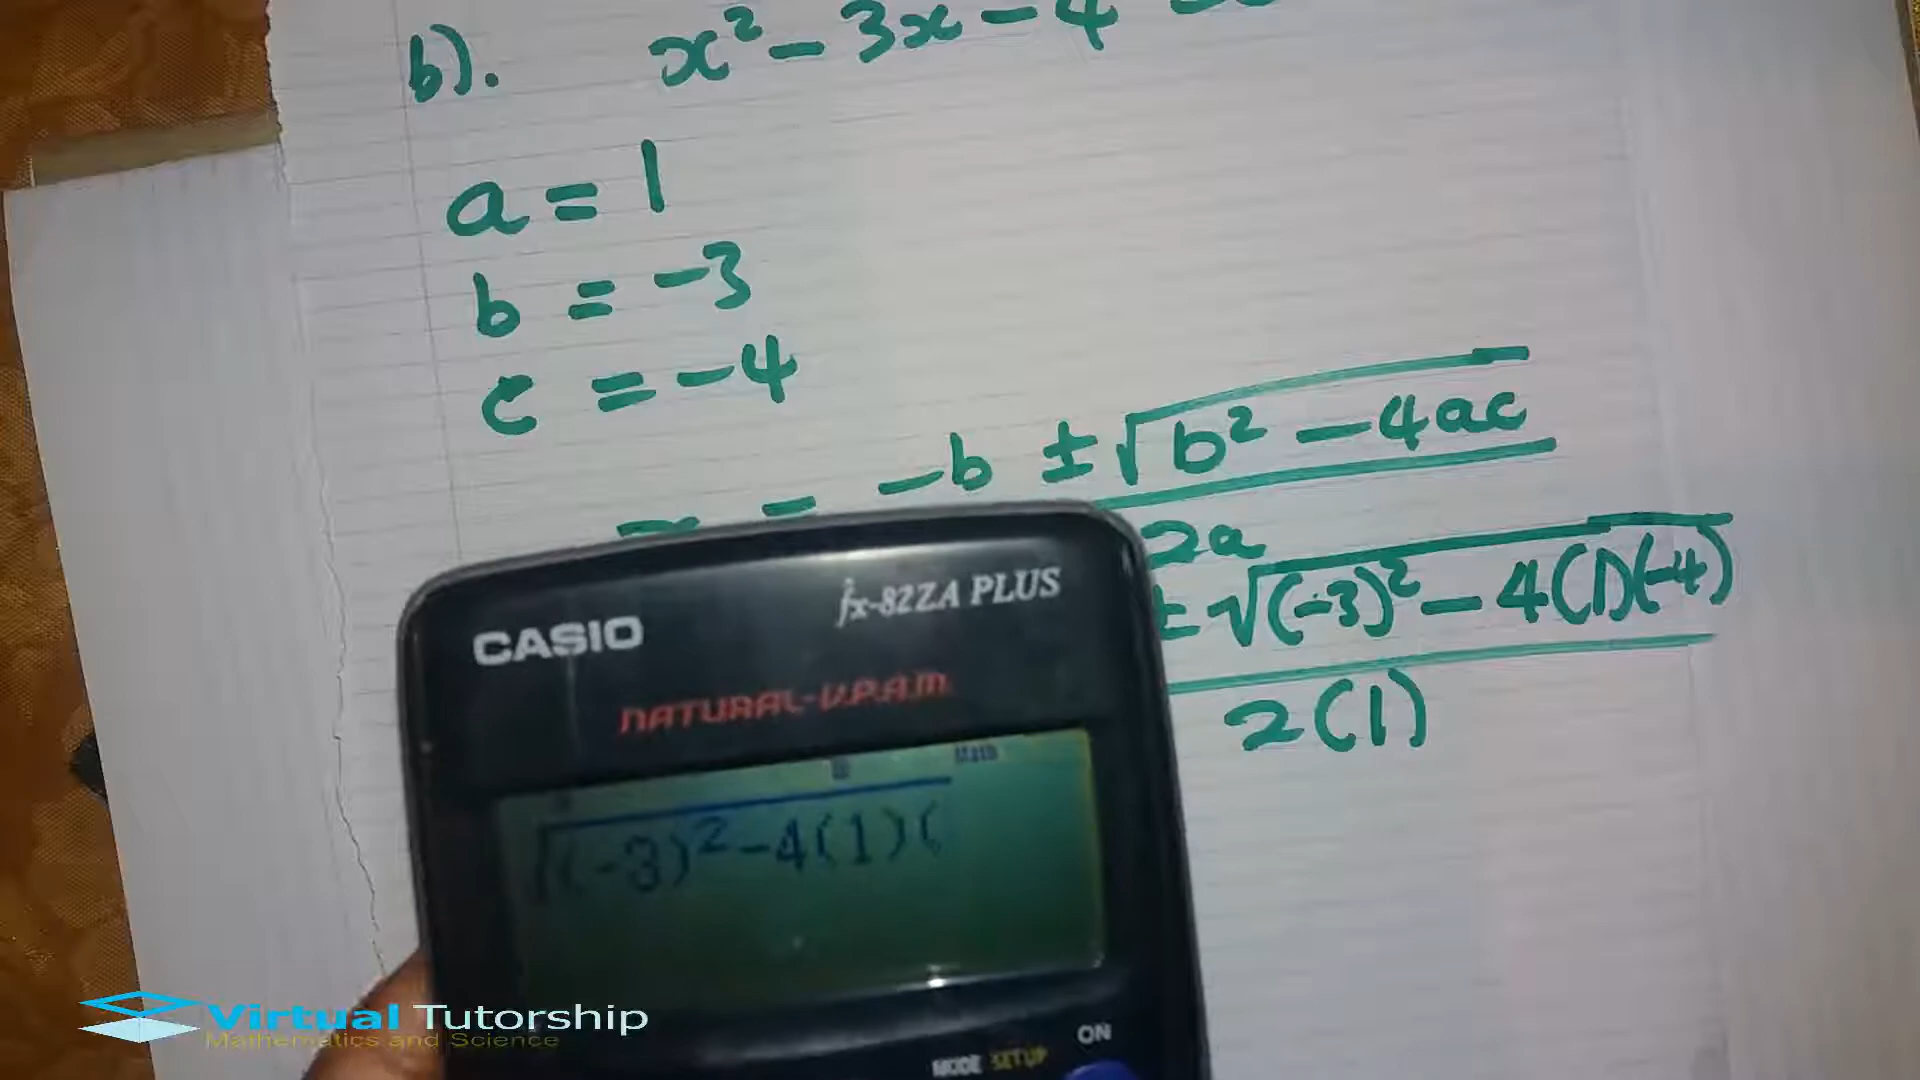 b). x² - 3x - 4
a = 1
b = -3
c = -4
-b ± √b² - 4ac
2a
± √(-3)² - 4(1)(-4)
2(1)
CASIO
fx-82ZA PLUS
NATURAL-V.P.A.M.
Math
√(-3)²-4(1)(
ON
MODE SETUP
Virtual Tutorship
Mathematics and Science